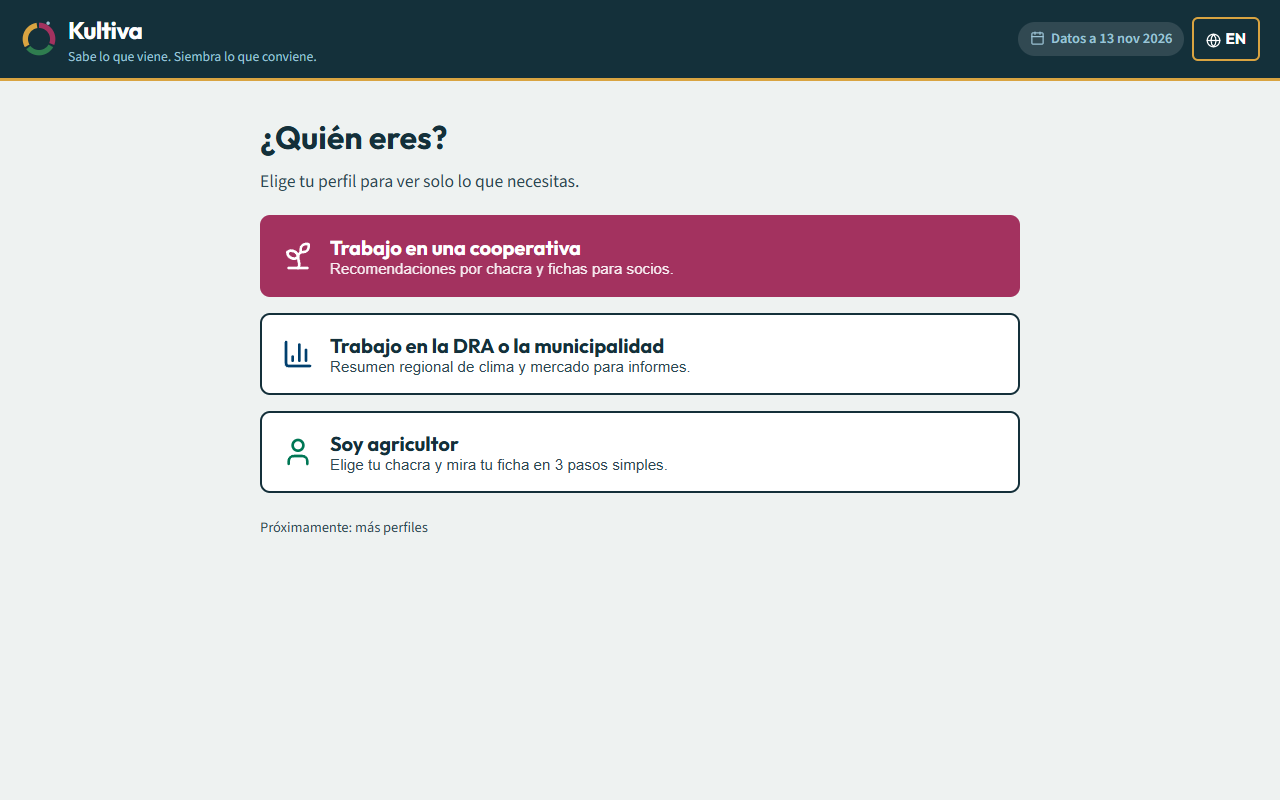 Kultiva
Sabe lo que viene. Siembra lo que conviene.
Datos a 13 nov 2026
EN
¿Quién eres?
Elige tu perfil para ver solo lo que necesitas.
Trabajo en una cooperativa
Recomendaciones por chacra y fichas para socios.
Trabajo en la DRA o la municipalidad
Resumen regional de clima y mercado para informes.
Soy agricultor
Elige tu chacra y mira tu ficha en 3 pasos simples.
Próximamente: más perfiles